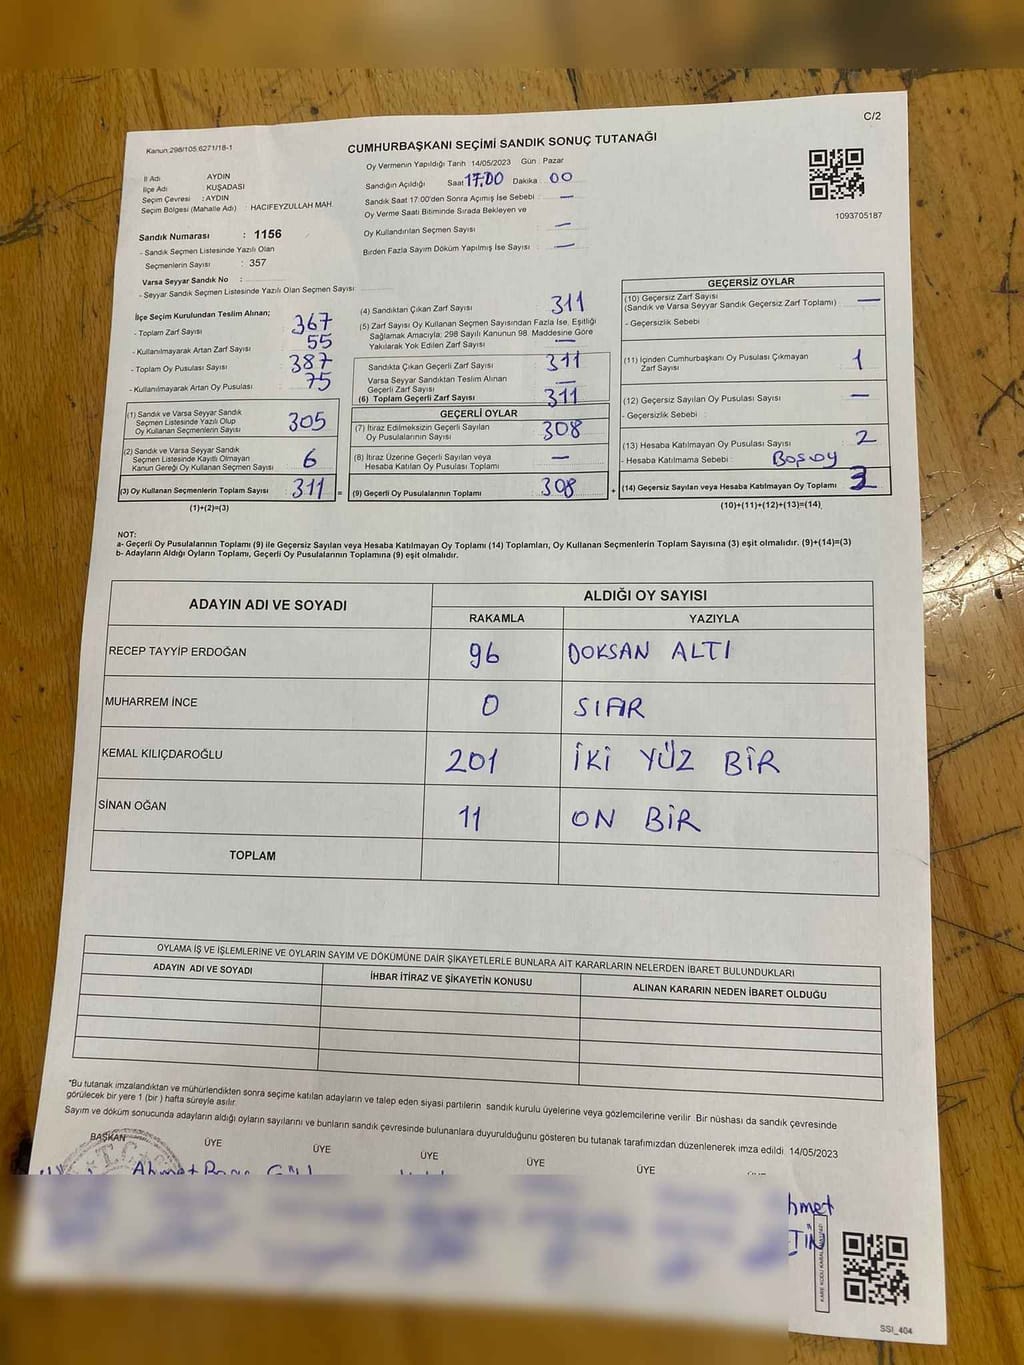 C/2
Kanun:298/105.6271/18-1
CUMHURBAŞKANI SEÇİMİ SANDIK SONUÇ TUTANAĞI
Oy Vermenin Yapıldığı Tarih : 14/05/2023 Gün : Pazar
İl Adı : AYDIN
İlçe Adı : KUŞADASI
Seçim Çevresi : AYDIN
Seçim Bölgesi (Mahalle Adı) : HACIFEYZULLAH MAH.
Sandığın Açıldığı Saat 17:00 Dakika : 00
Sandık Saat 17:00'den Sonra Açılmış İse Sebebi : —
Oy Verme Saati Bitiminde Sırada Bekleyen ve
Oy Kullandırılan Seçmen Sayısı : —
Birden Fazla Sayım Döküm Yapılmış İse Sayısı : —
1093705187
Sandık Numarası : 1156
- Sandık Seçmen Listesinde Yazılı Olan
Seçmenlerin Sayısı : 357
Varsa Seyyar Sandık No :
- Seyyar Sandık Seçmen Listesinde Yazılı Olan Seçmen Sayısı
İlçe Seçim Kurulundan Teslim Alınan;
- Toplam Zarf Sayısı 367
- Kullanılmayarak Artan Zarf Sayısı 55
- Toplam Oy Pusulası Sayısı 387
- Kullanılmayarak Artan Oy Pusulası 75
(1) Sandık ve Varsa Seyyar Sandık
Seçmen Listesinde Yazılı Olup
Oy Kullanan Seçmenlerin Sayısı 305
(2) Sandık ve Varsa Seyyar Sandık
Seçmen Listesinde Kayıtlı Olmayan
Kanun Gereği Oy Kullanan Seçmen Sayısı 6
(3) Oy Kullanan Seçmenlerin Toplam Sayısı 311 =
(1)+(2)=(3)
(4) Sandıktan Çıkan Zarf Sayısı 311
(5) Zarf Sayısı Oy Kullanan Seçmen Sayısından Fazla İse, Eşitliği
Sağlamak Amacıyla; 298 Sayılı Kanunun 98. Maddesine Göre
Yakılarak Yok Edilen Zarf Sayısı —
Sandıkta Çıkan Geçerli Zarf Sayısı 311
Varsa Seyyar Sandıktan Teslim Alınan
Geçerli Zarf Sayısı —
(6) Toplam Geçerli Zarf Sayısı 311
GEÇERLİ OYLAR
(7) İtiraz Edilmeksizin Geçerli Sayılan
Oy Pusulalarının Sayısı 308
(8) İtiraz Üzerine Geçerli Sayılan veya
Hesaba Katılan Oy Pusulası Toplamı —
(9) Geçerli Oy Pusulalarının Toplamı 308 +
GEÇERSİZ OYLAR
(10) Geçersiz Zarf Sayısı
(Sandık ve Varsa Seyyar Sandık Geçersiz Zarf Toplamı) —
- Geçersizlik Sebebi :
(11) İçinden Cumhurbaşkanı Oy Pusulası Çıkmayan
Zarf Sayısı 1
(12) Geçersiz Sayılan Oy Pusulası Sayısı —
- Geçersizlik Sebebi :
(13) Hesaba Katılmayan Oy Pusulası Sayısı 2
- Hesaba Katılmama Sebebi : Boş oy
(14) Geçersiz Sayılan veya Hesaba Katılmayan Oy Toplamı 3
(10)+(11)+(12)+(13)=(14)
NOT:
a- Geçerli Oy Pusulalarının Toplamı (9) ile Geçersiz Sayılan veya Hesaba Katılmayan Oy Toplamı (14) Toplamları, Oy Kullanan Seçmenlerin Toplam Sayısına (3) eşit olmalıdır. (9)+(14)=(3)
b- Adayların Aldığı Oyların Toplamı, Geçerli Oy Pusulalarının Toplamına (9) eşit olmalıdır.
ADAYIN ADI VE SOYADI
ALDIĞI OY SAYISI
RAKAMLA YAZIYLA
RECEP TAYYİP ERDOĞAN 96 DOKSAN ALTI
MUHARREM İNCE 0 SIFIR
KEMAL KILIÇDAROĞLU 201 İKİ YÜZ BİR
SİNAN OĞAN 11 ON BİR
TOPLAM
OYLAMA İŞ VE İŞLEMLERİNE VE OYLARIN SAYIM VE DÖKÜMÜNE DAİR ŞİKAYETLERLE BUNLARA AİT KARARLARIN NELERDEN İBARET BULUNDUKLARI
ADAYIN ADI VE SOYADI İHBAR İTİRAZ VE ŞİKAYETİN KONUSU ALINAN KARARIN NEDEN İBARET OLDUĞU
*Bu tutanak imzalandıktan ve mühürlendikten sonra seçime katılan adayların ve talep eden siyasi partilerin sandık kurulu üyelerine veya gözlemcilerine verilir. Bir nüshası da sandık çevresinde
görülecek bir yere 1 (bir) hafta süreyle asılır.
Sayım ve döküm sonucunda adayların aldığı oyların sayılarını ve bunların sandık çevresinde bulunanlara duyurulduğunu gösteren bu tutanak tarafımızdan düzenlenerek imza edildi. 14/05/2023
BAŞKAN ÜYE ÜYE ÜYE ÜYE ÜYE
T.C.
Ahmet
hmet
TİN
SSI_404